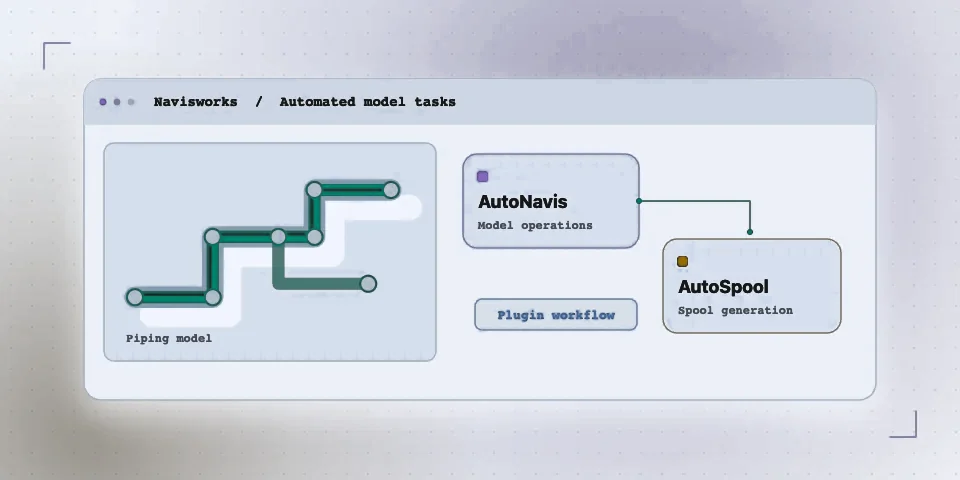 Navisworks / Automated model tasks
AutoNavis
Model operations
AutoSpool
Spool generation
Plugin workflow
Piping model